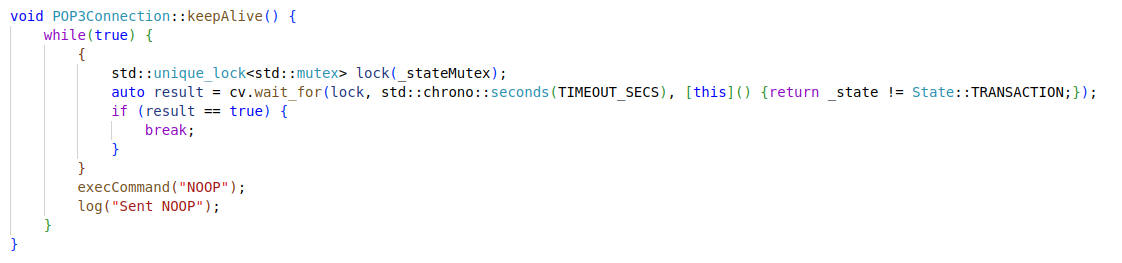 void POP3Connection::keepAlive() {
    while(true) {
        {
            std::unique_lock<std::mutex> lock(_stateMutex);
            auto result = cv.wait_for(lock, std::chrono::seconds(TIMEOUT_SECS), [this]() {return _state != State::TRANSACTION;});
            if (result == true) {
                break;
            }
        }
        execCommand("NOOP");
        log("Sent NOOP");
    }
}